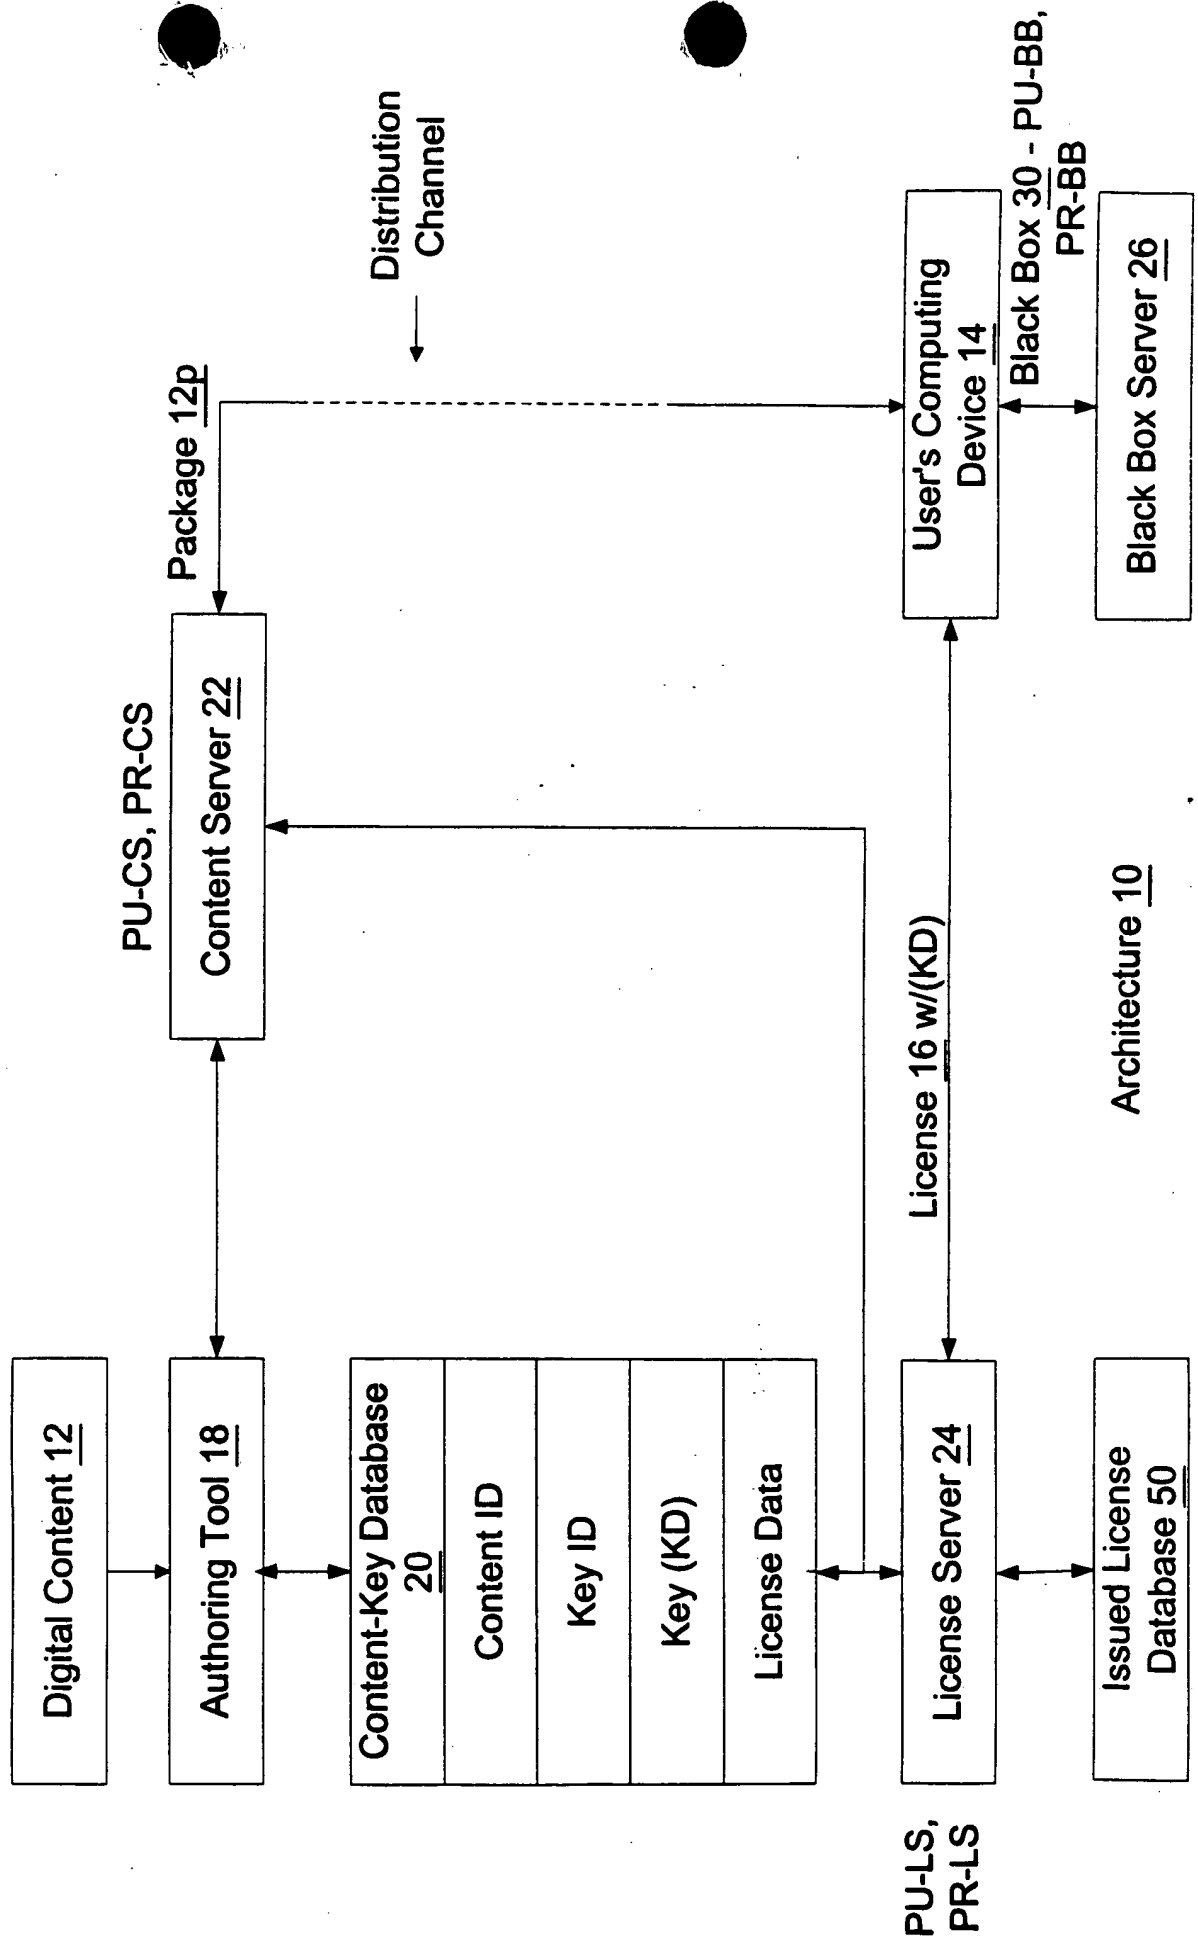 Digital Content 12
Authoring Tool 18
Content-Key Database
20
Content ID
Key ID
Key (KD)
License Data
PU-LS,
PR-LS
License Server 24
Issued License
Database 50
PU-CS, PR-CS
Content Server 22
Package 12p
Distribution
Channel
License 16 w/(KD)
User's Computing
Device 14
Black Box 30 - PU-BB,
PR-BB
Black Box Server 26
Architecture 10